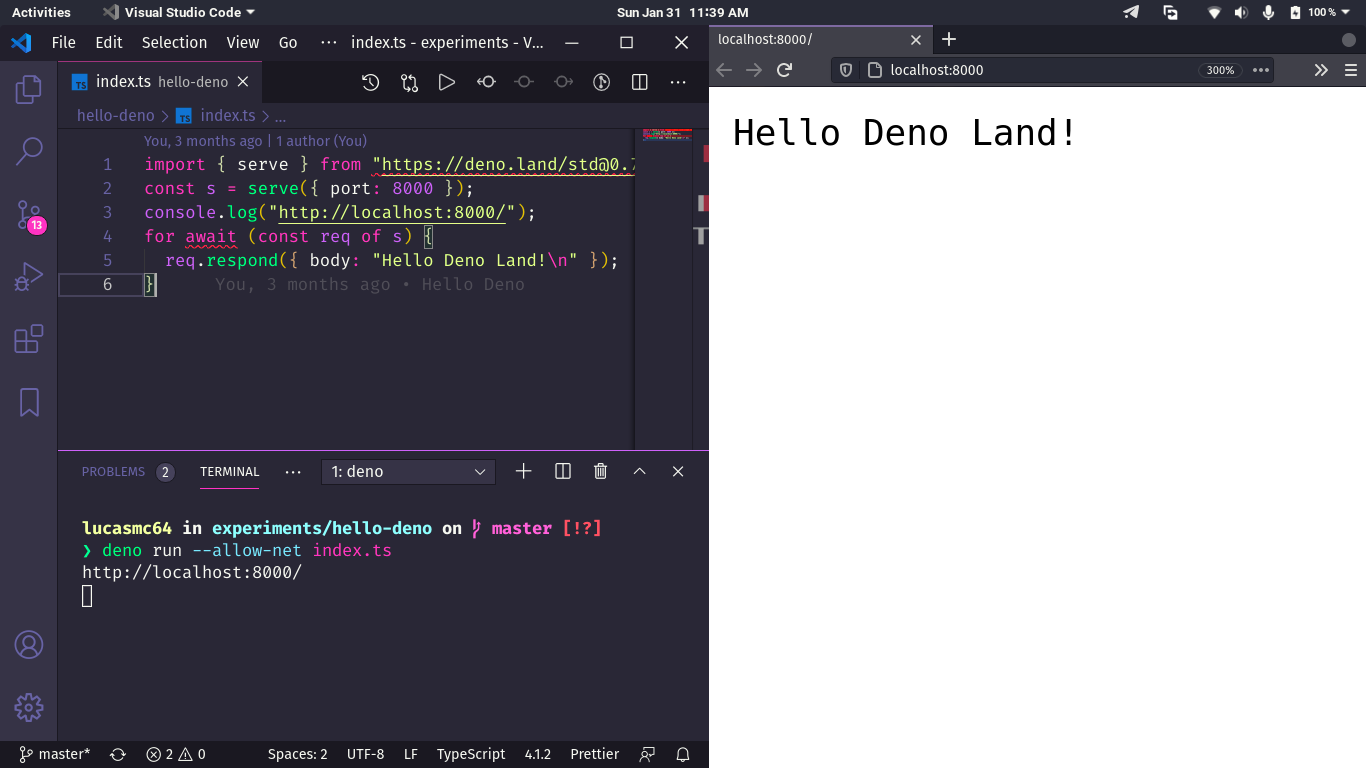 Activities Visual Studio Code Sun Jan 31 11:39 AM 100 %
File Edit Selection View Go ··· index.ts - experiments - V...
index.ts hello-deno
hello-deno > TS index.ts > ...
You, 3 months ago | 1 author (You)
1 import { serve } from "https://deno.land/std@0.7
2 const s = serve({ port: 8000 });
3 console.log("http://localhost:8000/");
4 for await (const req of s) {
5 req.respond({ body: "Hello Deno Land!\n" });
6 } You, 3 months ago • Hello Deno
13
PROBLEMS 2 TERMINAL ··· 1: deno
lucasmc64 in experiments/hello-deno on master [!?]
❯ deno run --allow-net index.ts
http://localhost:8000/
master* 2 0 Spaces: 2 UTF-8 LF TypeScript 4.1.2 Prettier
localhost:8000/
localhost:8000 300%
Hello Deno Land!